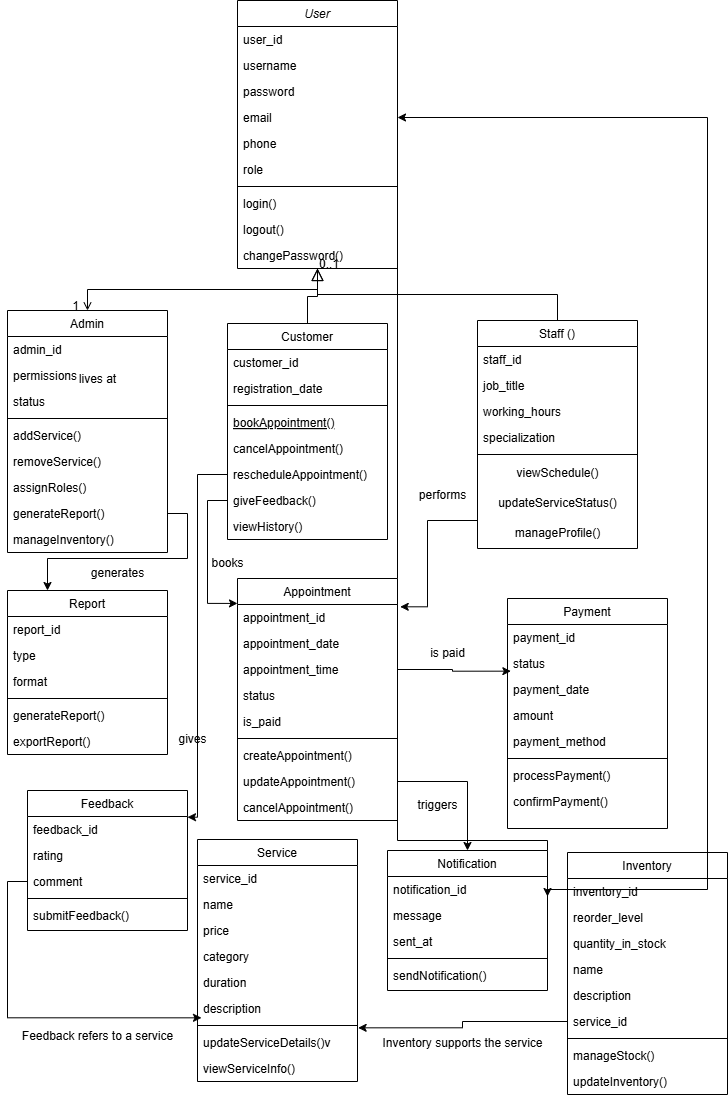 User
user_id
username
password
email
phone
role
login()
logout()
changePassword()
0..1
1
Admin
admin_id
permissions
lives at
status
addService()
removeService()
assignRoles()
generateReport()
manageInventory()
Customer
customer_id
registration_date
bookAppointment()
cancelAppointment()
rescheduleAppointment()
giveFeedback()
viewHistory()
Staff ()
staff_id
job_title
working_hours
specialization
viewSchedule()
updateServiceStatus()
manageProfile()
performs
books
generates
Report
report_id
type
format
generateReport()
exportReport()
gives
Appointment
appointment_id
appointment_date
appointment_time
status
is_paid
createAppointment()
updateAppointment()
cancelAppointment()
is paid
Payment
payment_id
status
payment_date
amount
payment_method
processPayment()
confirmPayment()
triggers
Feedback
feedback_id
rating
comment
submitFeedback()
Feedback refers to a service
Service
service_id
name
price
category
duration
description
updateServiceDetails()v
viewServiceInfo()
Notification
notification_id
message
sent_at
sendNotification()
Inventory supports the service
Inventory
inventory_id
reorder_level
quantity_in_stock
name
description
service_id
manageStock()
updateInventory()